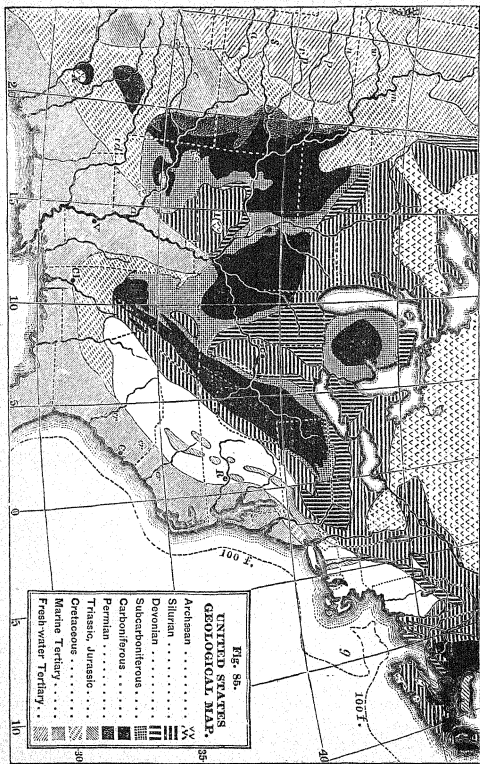 Fig. 85.
UNITED STATES
GEOLOGICAL MAP.
Archæan . . . .
Silurian . . . . .
Devonian . . . . .
Subcarboniferous . .
Carboniferous . . .
Permian . . . . . .
Triassic, Jurassic . .
Cretaceous . . . .
Marine Tertiary . . .
Fresh-water Tertiary . .
100 f.
100 f.
g
20
15
10
5
0
5
10
30
35
40